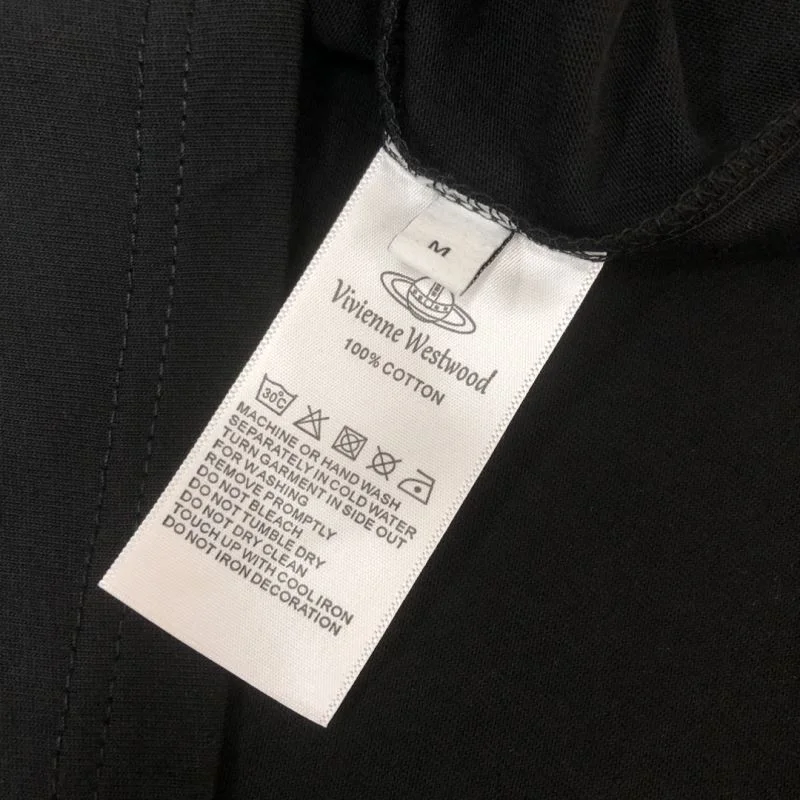 M
Vivienne Westwood
100% COTTON
30°C
MACHINE OR HAND WASH
SEPARATELY IN COLD WATER
TURN GARMENT IN SIDE OUT
FOR WASHING
REMOVE PROMPTLY
DO NOT BLEACH
DO NOT TUMBLE DRY
DO NOT DRY CLEAN
TOUCH UP WITH COOLIRON
DO NOT IRON DECORATION